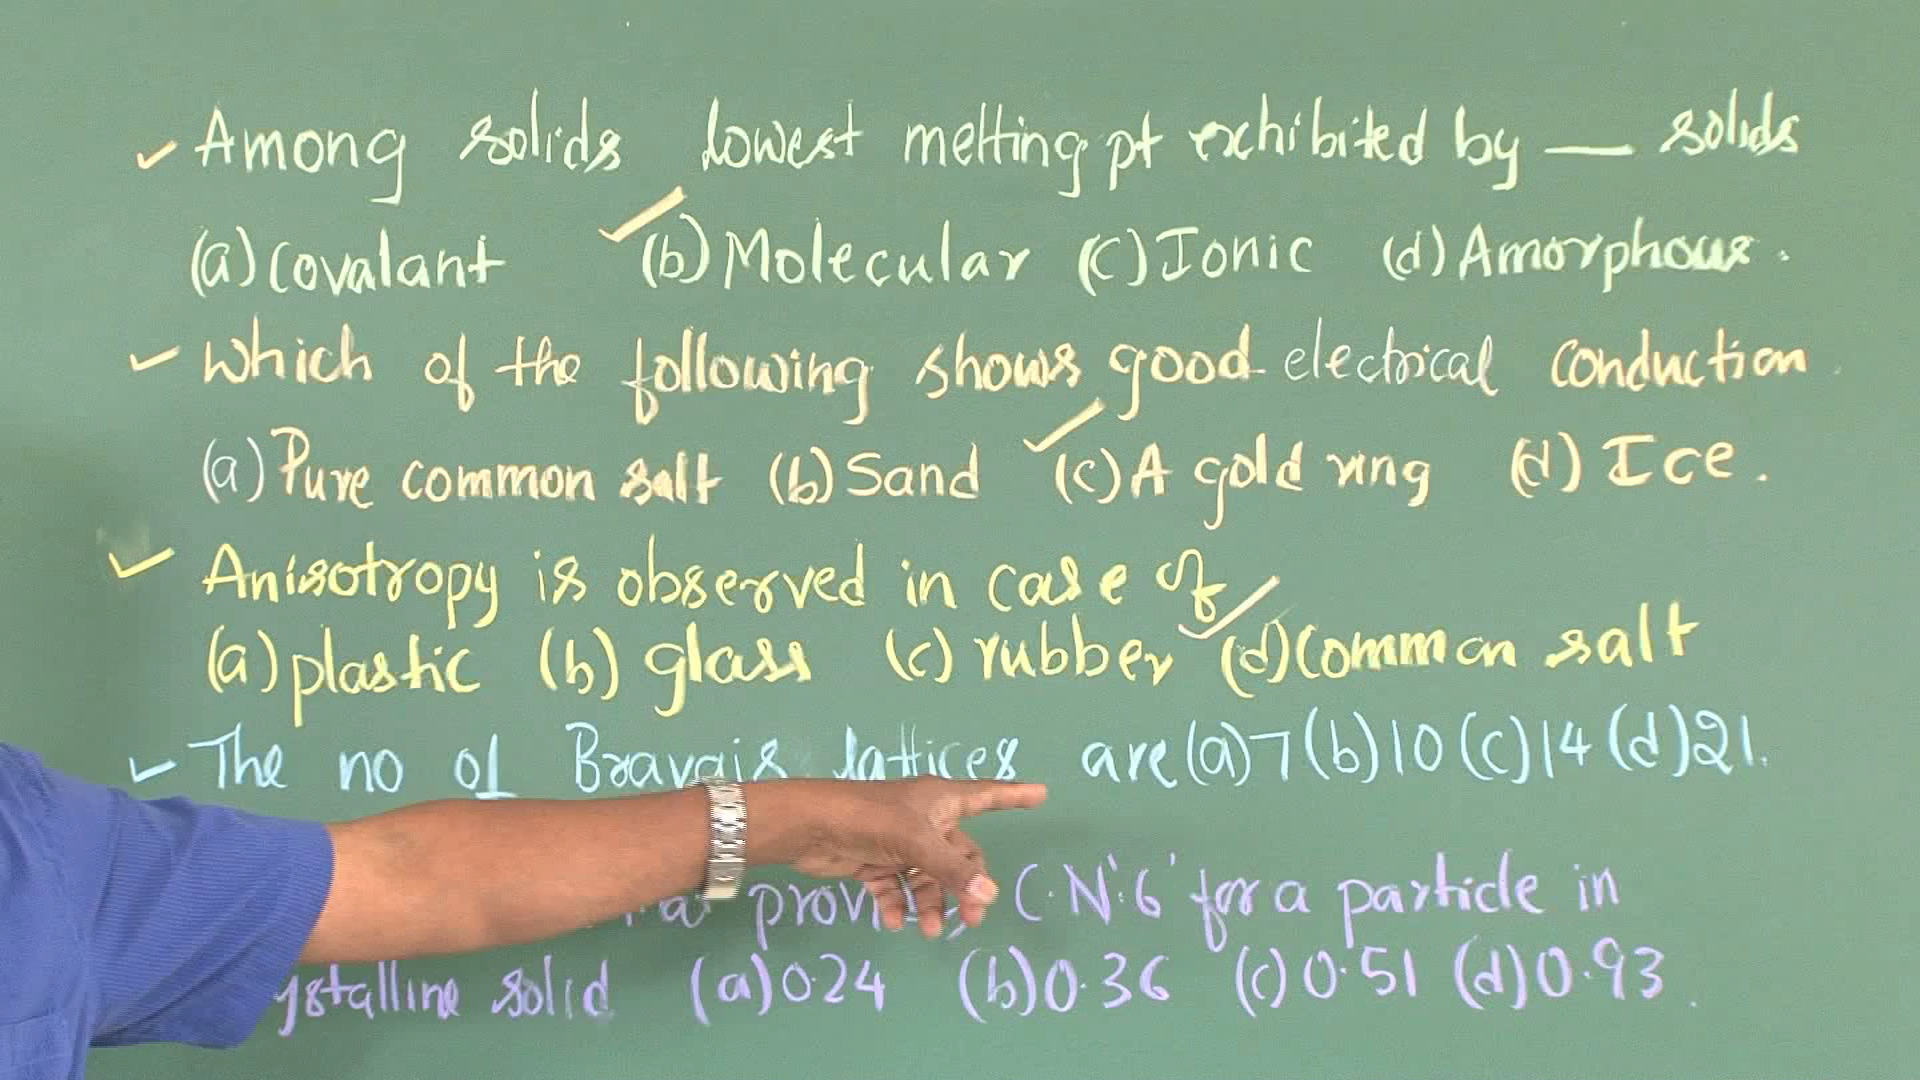 Among solids lowest melting pt exhibited by — solids
(a) Covalant (b) Molecular (c) Ionic (d) Amorphous.
Which of the following shows good electrical conduction
(a) Pure common salt (b) Sand (c) A gold ring (d) Ice.
Anisotropy is observed in case of
(a) plastic (b) glass (c) rubber (d) Common salt
The no of Bravais lattices are (a) 7 (b) 10 (c) 14 (d) 21.
C.N '6' for a particle in
solid (a) 0.24 (b) 0.36 (c) 0.51 (d) 0.93.